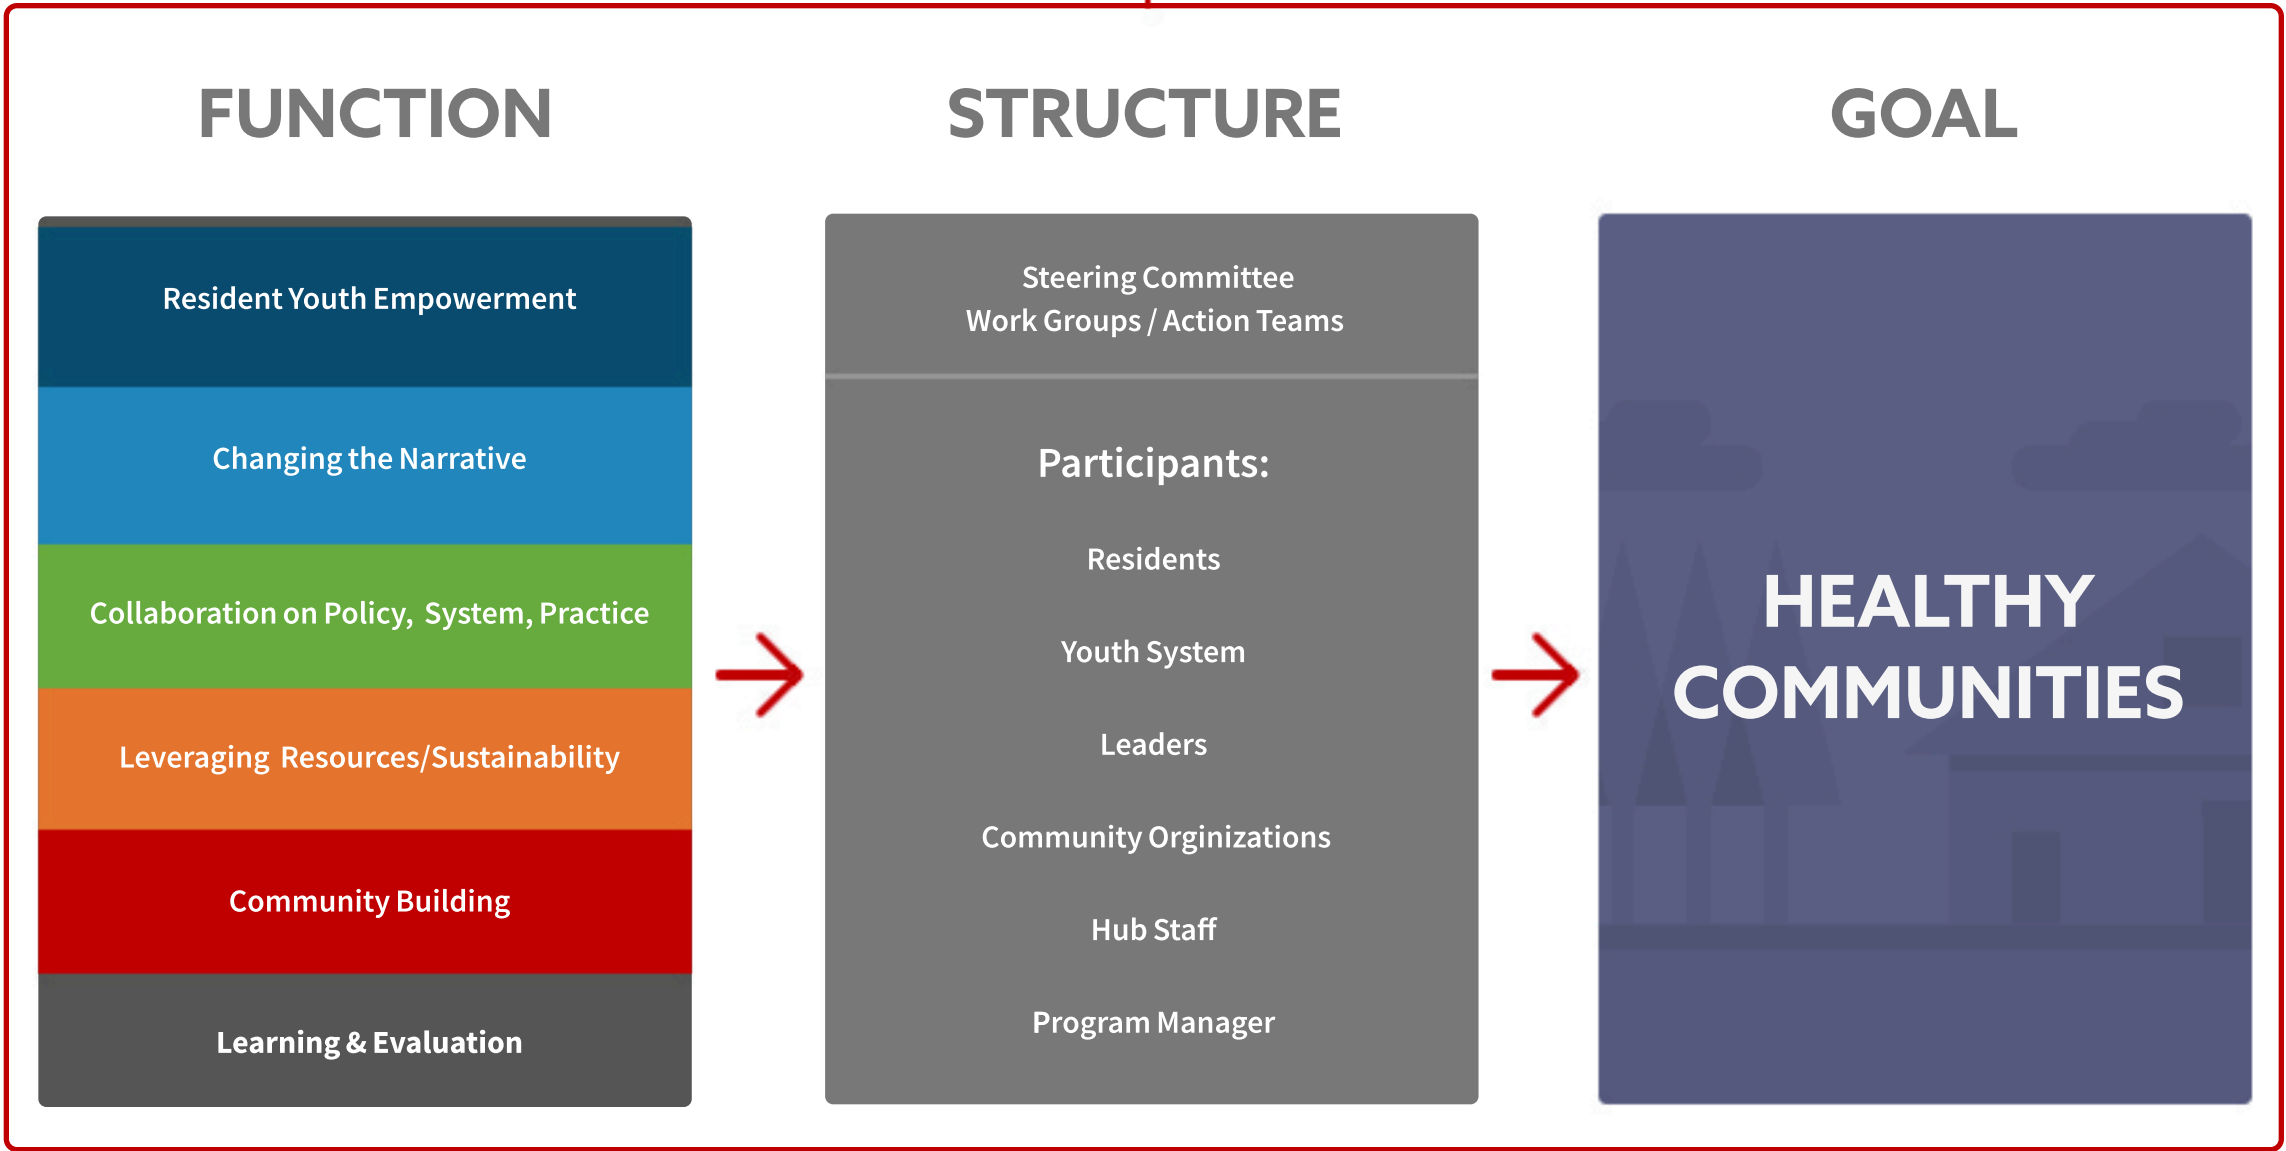 FUNCTION
STRUCTURE
GOAL
Resident Youth Empowerment
Changing the Narrative
Collaboration on Policy, System, Practice
Leveraging Resources/Sustainability
Community Building
Learning & Evaluation
Steering Committee
Work Groups / Action Teams
Participants:
Residents
Youth System
Leaders
Community Orginizations
Hub Staff
Program Manager
HEALTHY
COMMUNITIES